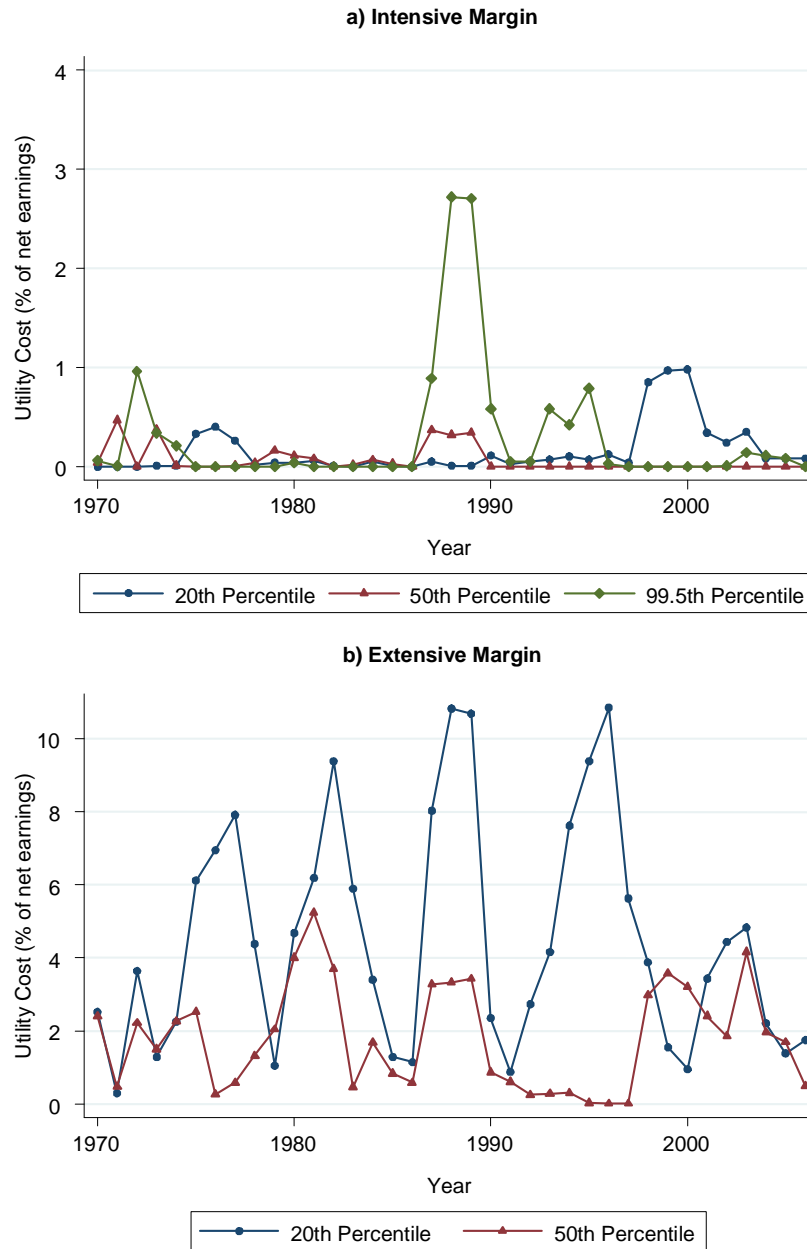 a) Intensive Margin
Utility Cost (% of net earnings)
4
3
2
1
0
1970 1980 1990 2000
Year
20th Percentile 50th Percentile 99.5th Percentile
b) Extensive Margin
Utility Cost (% of net earnings)
10
8
6
4
2
0
1970 1980 1990 2000
Year
20th Percentile 50th Percentile